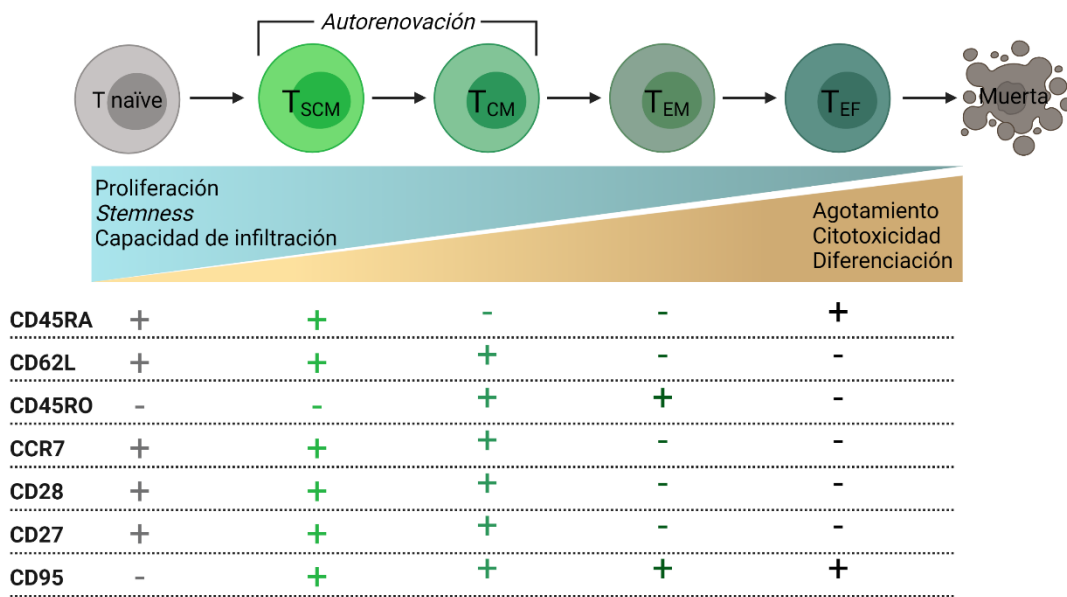 Autorenovación
T naïve
TSCM
TCM
TEM
TEF
Muerta
Proliferación
Stemness
Capacidad de infiltración
Agotamiento
Citotoxicidad
Diferenciación
CD45RA + + - - +
CD62L + + + - -
CD45RO - - + + -
CCR7 + + + - -
CD28 + + + - -
CD27 + + + - -
CD95 - + + + +